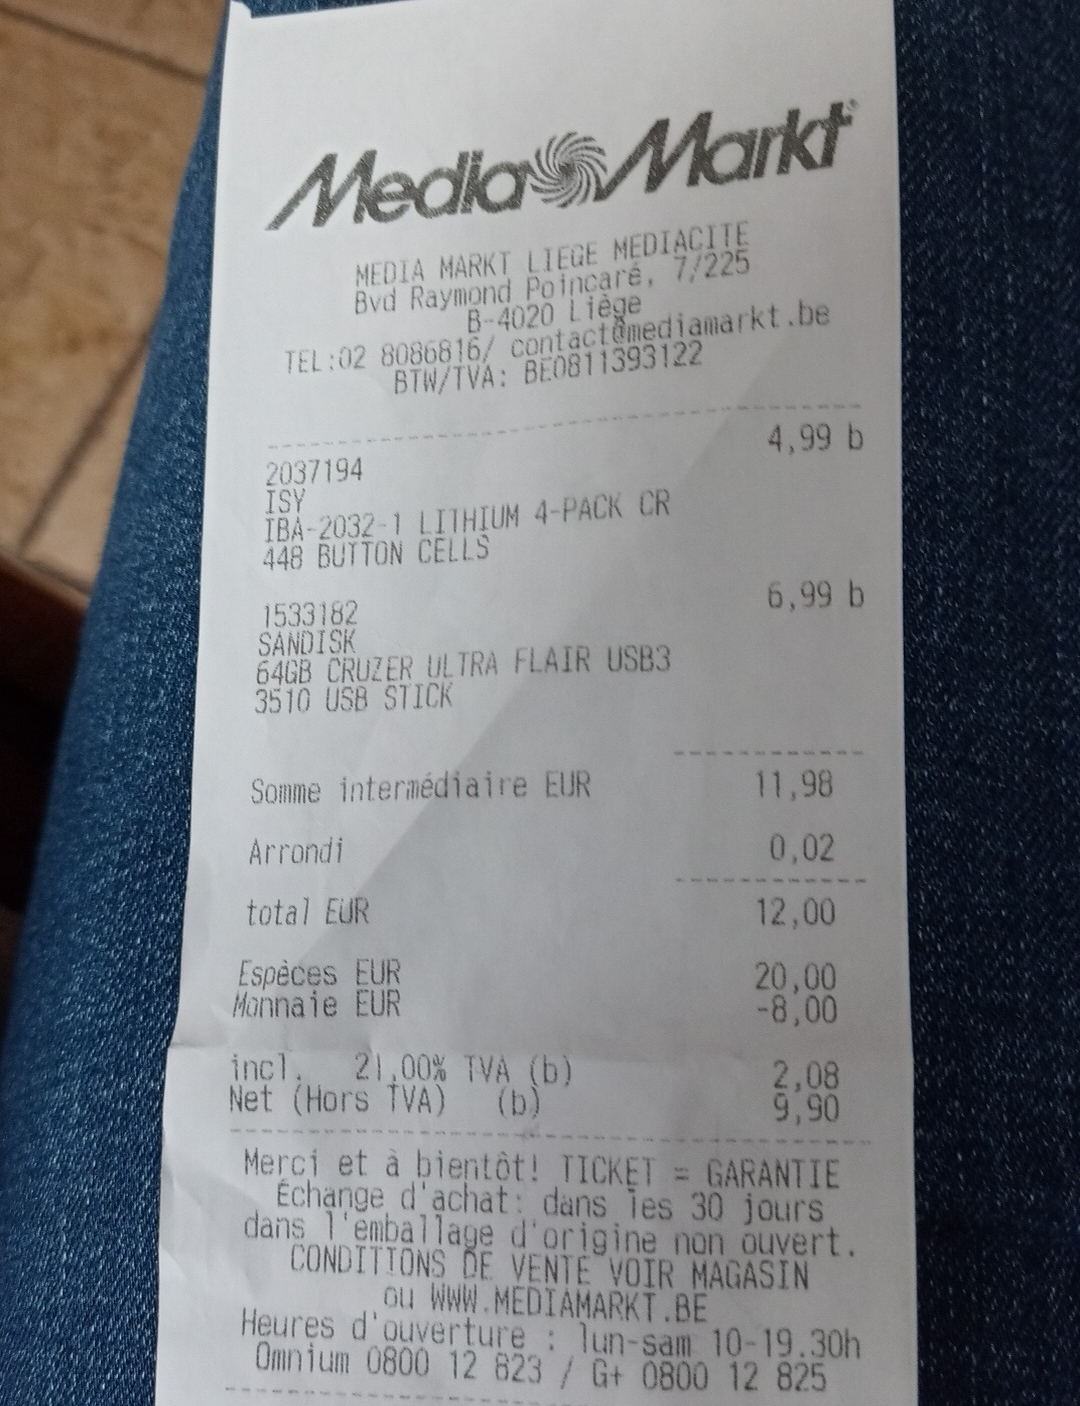 Media Markt®
MEDIA MARKT LIEGE MEDIACITE
Bvd Raymond Poincaré, 7/225
B-4020 Liège
TEL:02 8086816/ contact@mediamarkt.be
BTW/TVA: BE0811393122
4,99 b
2037194
ISY
IBA-2032-1 LITHIUM 4-PACK CR
448 BUTTON CELLS
6,99 b
1533182
SANDISK
64GB CRUZER ULTRA FLAIR USB3
3510 USB STICK
Somme intermédiaire EUR 11,98
Arrondi 0,02
total EUR 12,00
Espèces EUR 20,00
Monnaie EUR -8,00
incl. 21,00% TVA (b) 2,08
Net (Hors TVA) (b) 9,90
Merci et à bientôt! TICKET = GARANTIE
Échange d'achat: dans les 30 jours
dans l'emballage d'origine non ouvert.
CONDITIONS DE VENTE VOIR MAGASIN
ou WWW.MEDIAMARKT.BE
Heures d'ouverture : lun-sam 10-19.30h
Omnium 0800 12 823 / G+ 0800 12 825